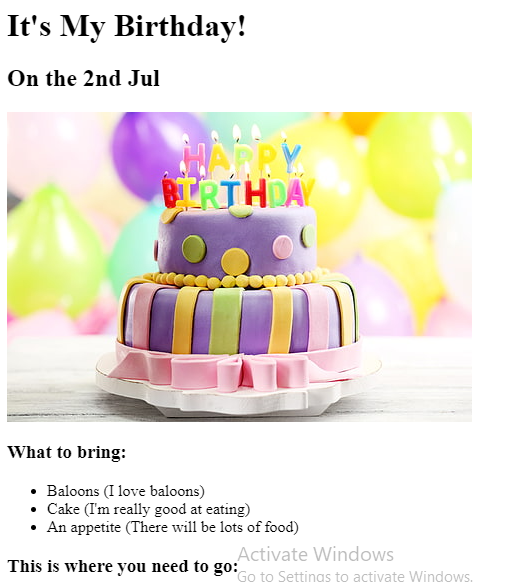 It's My Birthday!
On the 2nd Jul
HAPPY
BIRTHDAY
What to bring:
Baloons (I love baloons)
Cake (I'm really good at eating)
An appetite (There will be lots of food)
This is where you need to go:
Activate Windows
Go to Settings to activate Windows.